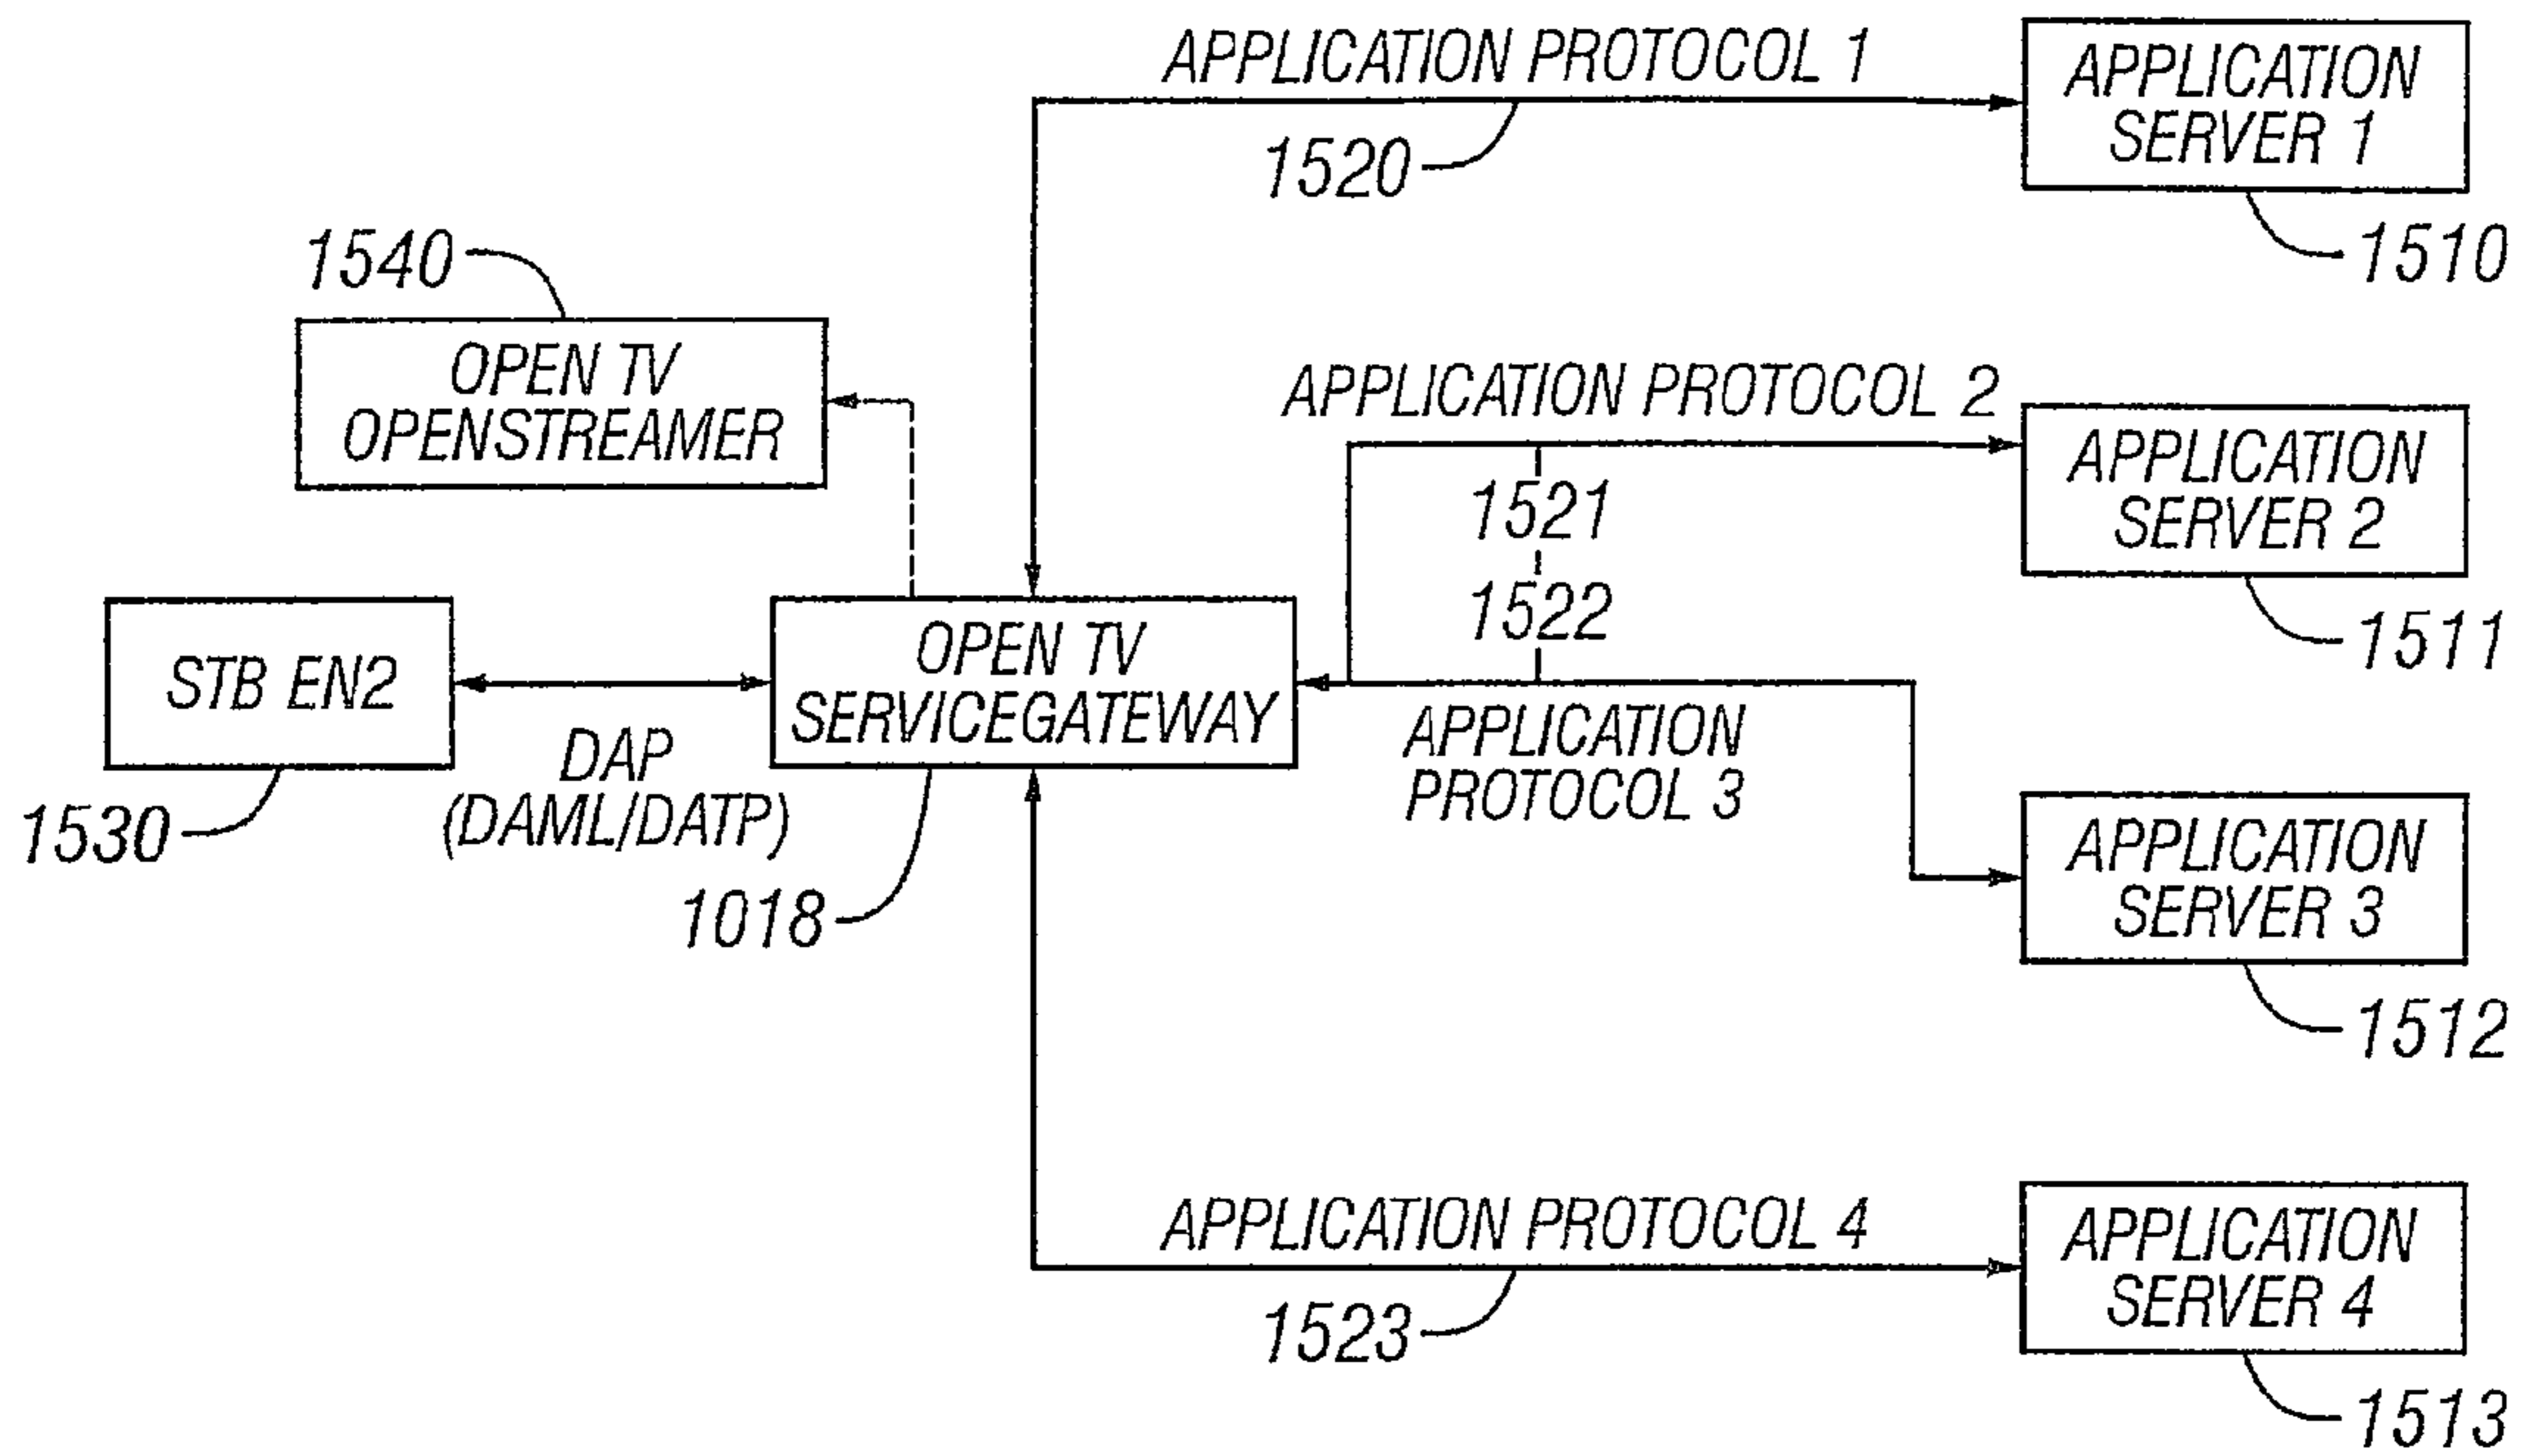 APPLICATION PROTOCOL 1
1520
APPLICATION
SERVER 1
1510
1540
OPEN TV
OPENSTREAMER
APPLICATION PROTOCOL 2
1521
1522
APPLICATION
SERVER 2
1511
STB EN2
1530
DAP
(DAML/DATP)
OPEN TV
SERVICEGATEWAY
1018
APPLICATION
PROTOCOL 3
APPLICATION
SERVER 3
1512
APPLICATION PROTOCOL 4
1523
APPLICATION
SERVER 4
1513